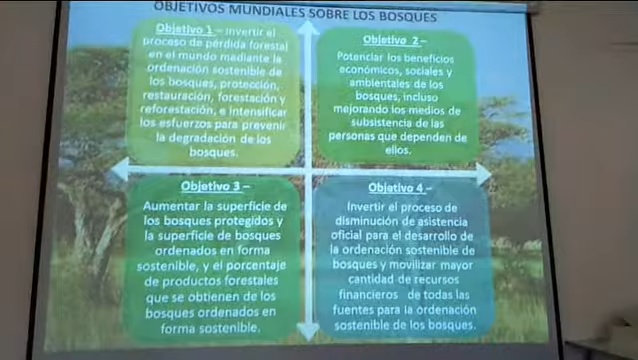 OBJETIVOS MUNDIALES SOBRE LOS BOSQUES
Objetivo 1 – Invertir el
proceso de pérdida forestal
en el mundo mediante la
ordenación sostenible de
los bosques, protección,
restauración, forestación y
reforestación, e intensificar
los esfuerzos para prevenir
la degradación de los
bosques.
Objetivo 2 –
Potenciar los beneficios
económicos, sociales y
ambientales de los
bosques, incluso
mejorando los medios de
subsistencia de las
personas que dependen de
ellos.
Objetivo 3 –
Aumentar la superficie de
los bosques protegidos y
la superficie de bosques
ordenados en forma
sostenible, y el porcentaje
de productos forestales
que se obtienen de los
bosques ordenados en
forma sostenible.
Objetivo 4 –
Invertir el proceso de
disminución de asistencia
oficial para el desarrollo de
la ordenación sostenible de
bosques y movilizar mayor
cantidad de recursos
financieros de todas las
fuentes para la ordenación
sostenible de los bosques.